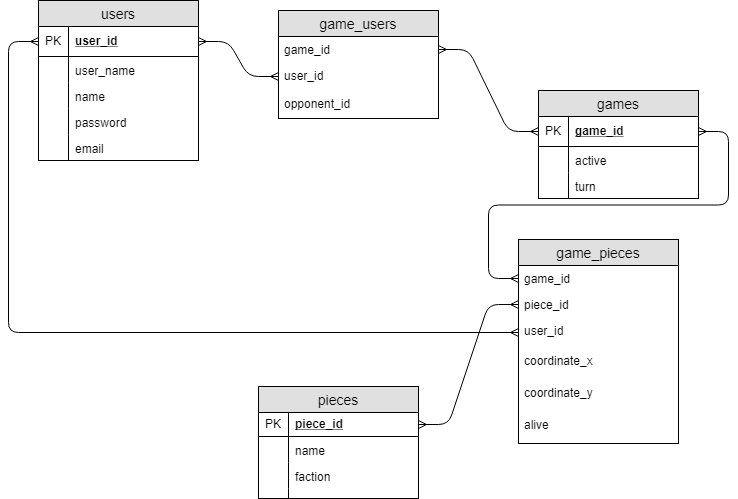 users
PK user_id
user_name
name
password
email
game_users
game_id
user_id
opponent_id
games
PK game_id
active
turn
game_pieces
game_id
piece_id
user_id
coordinate_x
coordinate_y
alive
pieces
PK piece_id
name
faction